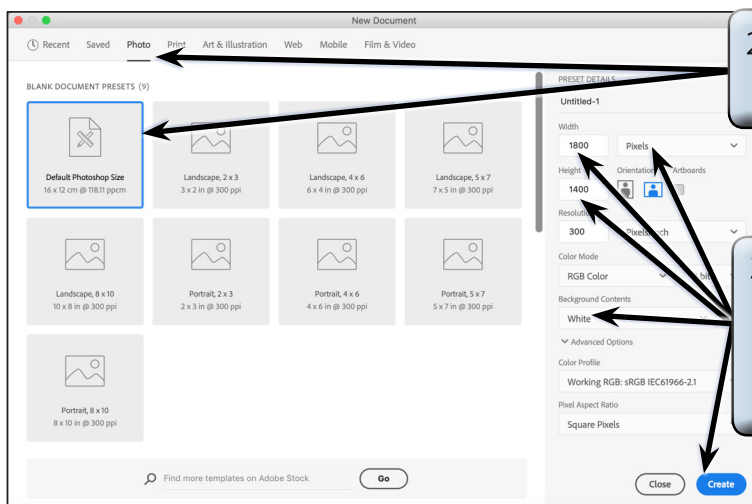 New Document
Recent Saved Photo Print Art & Illustration Web Mobile Film & Video
BLANK DOCUMENT PRESETS (9)
Default Photoshop Size
16 x 12 cm @ 118.11 ppcm
Landscape, 2 x 3
3 x 2 in @ 300 ppi
Landscape, 4 x 6
6 x 4 in @ 300 ppi
Landscape, 5 x 7
7 x 5 in @ 300 ppi
Landscape, 8 x 10
10 x 8 in @ 300 ppi
Portrait, 2 x 3
2 x 3 in @ 300 ppi
Portrait, 4 x 6
4 x 6 in @ 300 ppi
Portrait, 5 x 7
5 x 7 in @ 300 ppi
Portrait, 8 x 10
8 x 10 in @ 300 ppi
Find more templates on Adobe Stock Go
PRESET DETAILS
Untitled-1
Width
1800 Pixels
Height Orientation Artboards
1400
Resolution
300
Color Mode
RGB Color
Background Contents
White
Advanced Options
Color Profile
Working RGB: sRGB IEC61966-2.1
Pixel Aspect Ratio
Square Pixels
Close Create
2